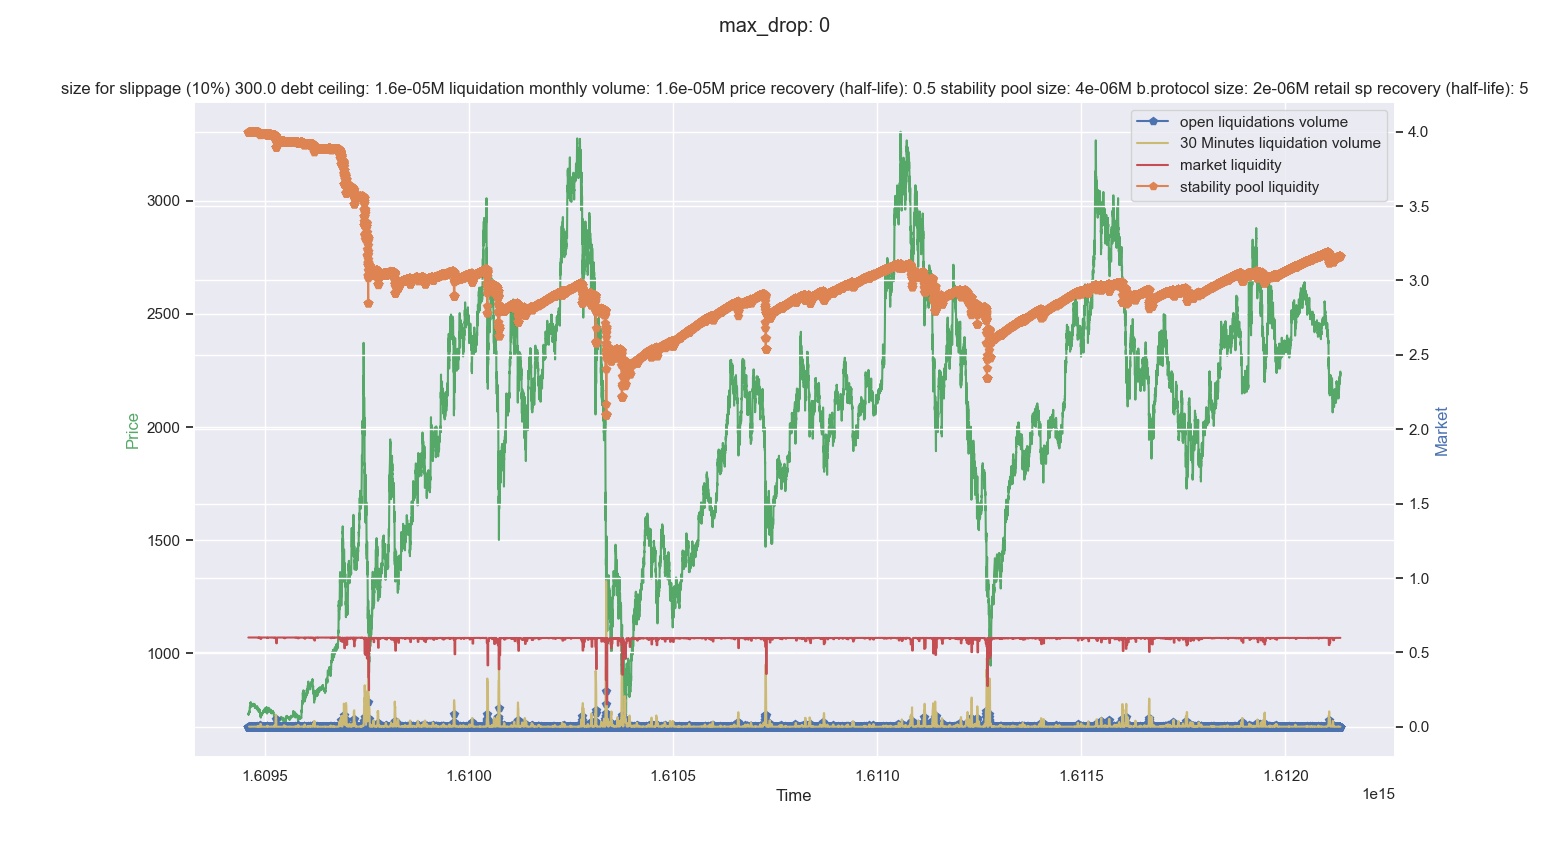 max_drop: 0
size for slippage (10%) 300.0 debt ceiling: 1.6e-05M liquidation monthly volume: 1.6e-05M price recovery (half-life): 0.5 stability pool size: 4e-06M b.protocol size: 2e-06M retail sp recovery (half-life): 5
open liquidations volume
30 Minutes liquidation volume
market liquidity
stability pool liquidity
3000
2500
2000
1500
1000
Price
4.0
3.5
3.0
2.5
2.0
1.5
1.0
0.5
0.0
Market
1.6095
1.6100
1.6105
1.6110
1.6115
1.6120
Time
1e15